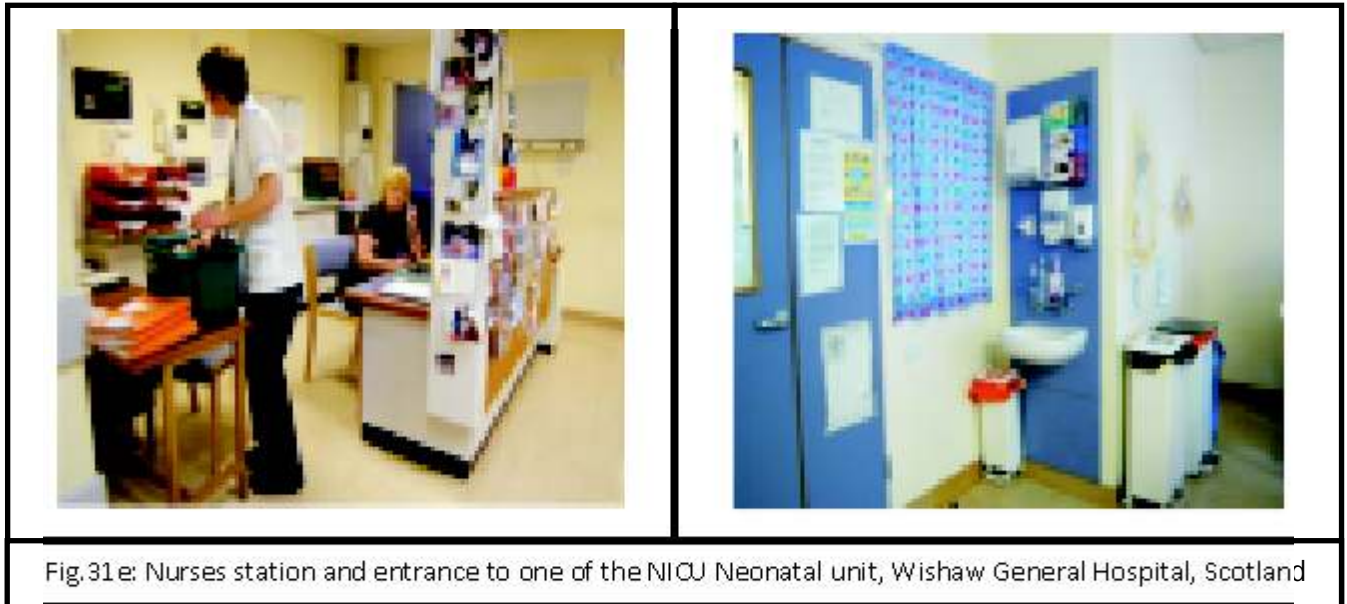 Fig.31e: Nurses station and entrance to one of the NICU Neonatal unit, Wishaw General Hospital, Scotland